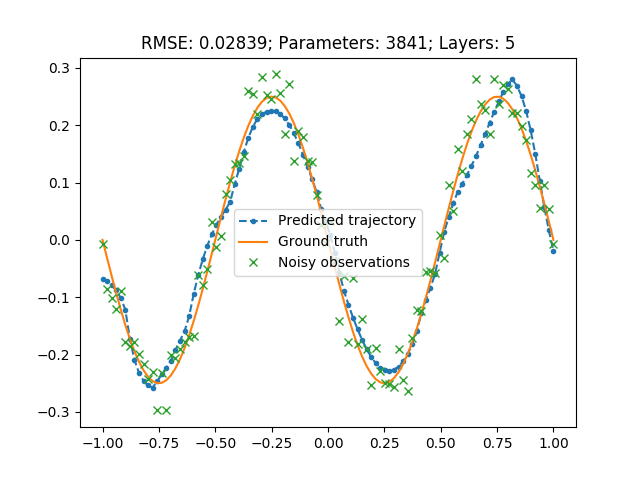 RMSE: 0.02839; Parameters: 3841; Layers: 5
0.3
0.2
0.1
0.0
−0.1
−0.2
−0.3
Predicted trajectory
Ground truth
Noisy observations
−1.00 −0.75 −0.50 −0.25 0.00 0.25 0.50 0.75 1.00